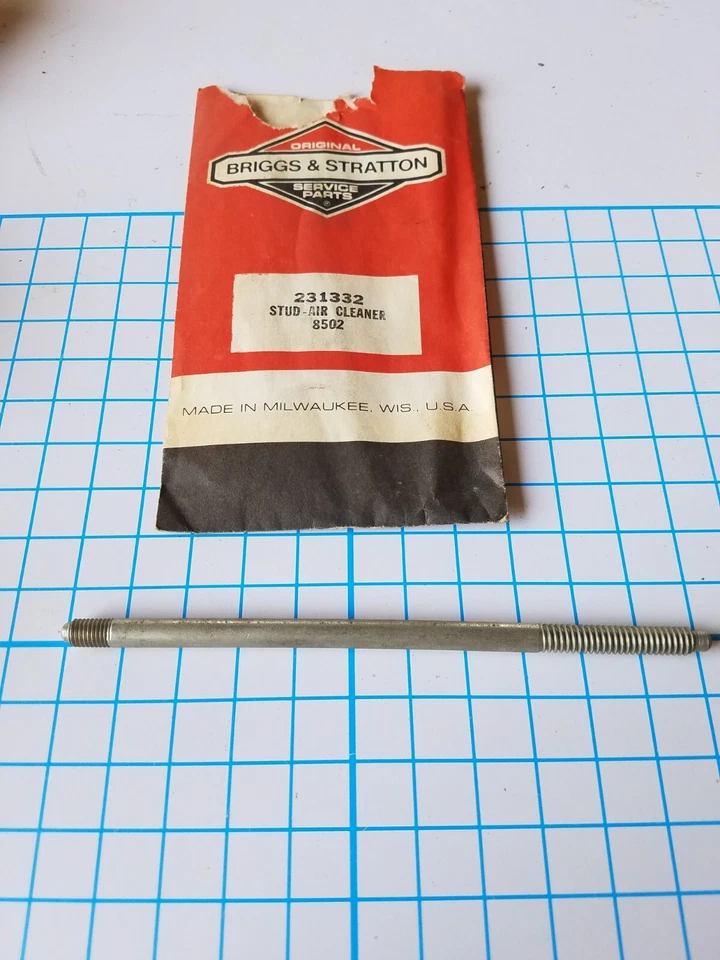 ORIGINAL
BRIGGS & STRATTON
SERVICE
PARTS
®
231332
STUD-AIR CLEANER
8502
MADE IN MILWAUKEE, WIS., U.S.A.